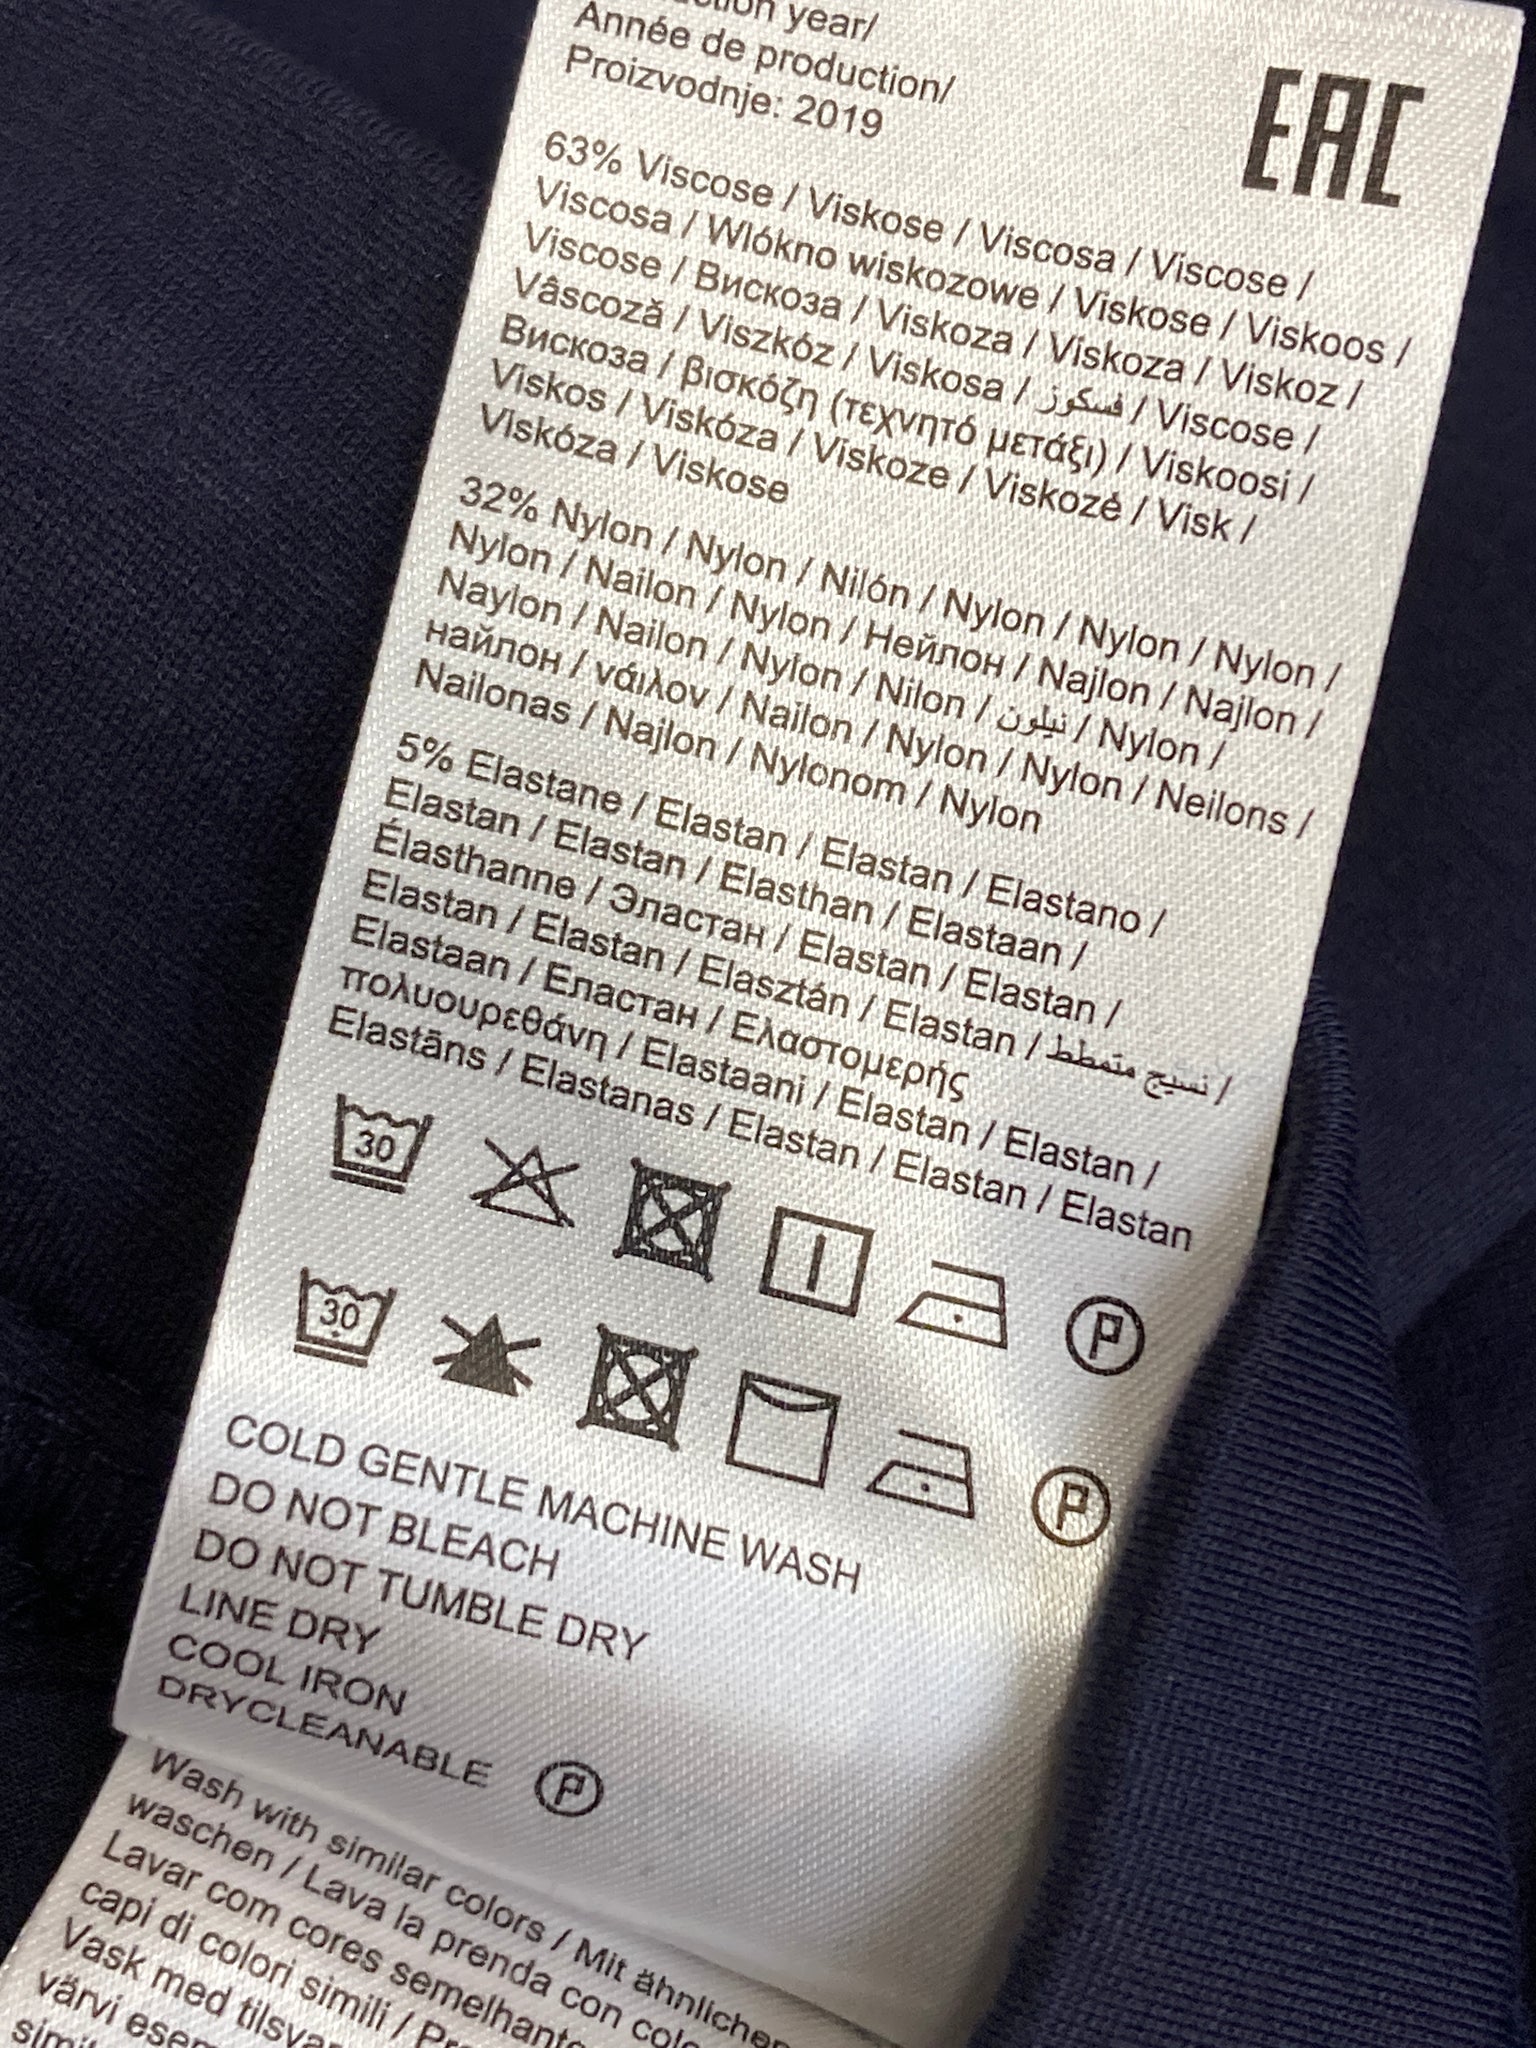 year/
Année de production/
Proizvodnje: 2019
EAC
63% Viscose / Viskose / Viscosa / Viscose /
Viscosa / Wlókno wiskozowe / Viskose / Viskoos /
Viscose / Вискоза / Viskoza / Viskoza / Viskoz /
Vâscoză / Viszkóz / Viskosa / فسكوز / Viscose /
Вискоза / βισκόζη (τεχνητό μετάξι) / Viskoosi /
Viskos / Viskóza / Viskoze / Viskozė / Visk /
Viskóza / Viskose
32% Nylon / Nylon / Nilón / Nylon / Nylon / Nylon /
Nylon / Nailon / Nylon / Нейлон / Najlon / Najlon /
Naylon / Nailon / Nylon / Nilon / نيلون / Nylon /
найлон / νάιλον / Nailon / Nylon / Nylon / Neilons /
Nailonas / Najlon / Nylonom / Nylon
5% Elastane / Elastan / Elastan / Elastano /
Elastan / Elastan / Elasthan / Elastaan /
Élasthanne / Эластан / Elastan / Elastan /
Elastan / Elastan / Elasztán / Elastan / نسيج متمطط /
Elastaan / Еластан / Ελαστομερής
πολυουρεθάνη / Elastaani / Elastan / Elastan /
Elastāns / Elastanas / Elastan / Elastan / Elastan
30 P
30 P
COLD GENTLE MACHINE WASH
DO NOT BLEACH
DO NOT TUMBLE DRY
LINE DRY
COOL IRON
DRYCLEANABLE P
Wash with similar colors / Mit ähnlichen
waschen / Lava la prenda con
Lavar com cores
capi di colori simili /
Vask med
värvi